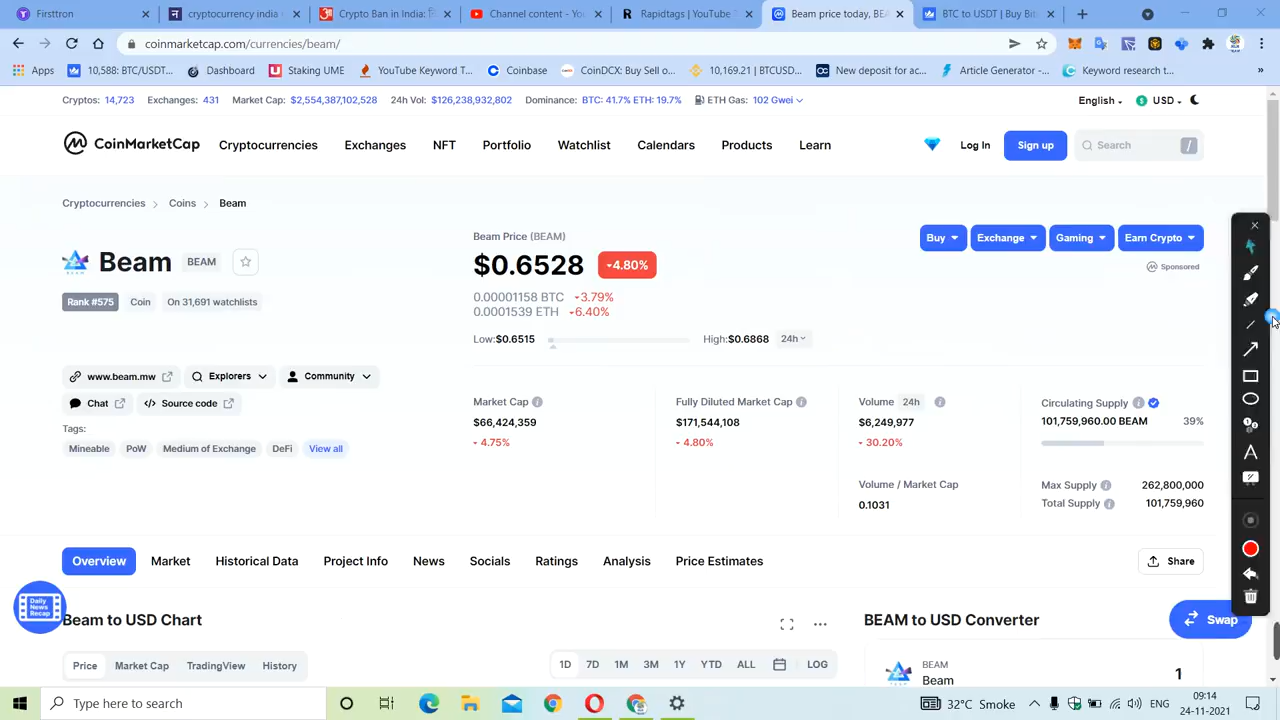 Firstpos
Cryptocu
Most Exp
Coinmar
(1) You
Rapidtags | YouTube
Beam price today, BEA
BTC to USDT | Buy Bitco
coinmarketcap.com/currencies/beam/
Apps 10,588: BTC/USDT... Dashboard Staking UME YouTube Keyword T... Coinbase CoinDCX: Buy Sell o... 10,169.21 | BTCUSD... New deposit for ac... Article Generator -... Keyword research t... »
Cryptos: 14,723 Exchanges: 431 Market Cap: $2,554,387,102,528 24h Vol: $126,238,932,802 Dominance: BTC: 41.7% ETH: 19.7% ETH Gas: 102 Gwei English USD
CoinMarketCap Cryptocurrencies Exchanges NFT Portfolio Watchlist Calendars Products Learn Log In Sign up Search /
Cryptocurrencies > Coins > Beam
Beam BEAM
Rank #575 Coin On 31,691 watchlists
www.beam.mw Explorers Community
Chat Source code
Tags:
Mineable PoW Medium of Exchange DeFi View all
Beam Price (BEAM)
$0.6528 4.80%
0.00001158 BTC 3.79%
0.0001539 ETH 6.40%
Low:$0.6515 High:$0.6868 24h
Buy Exchange Gaming Earn Crypto
Sponsored
Market Cap
$66,424,359
4.75%
Fully Diluted Market Cap
$171,544,108
4.80%
Volume 24h
$6,249,977
30.20%
Volume / Market Cap
0.1031
Circulating Supply
101,759,960.00 BEAM 39%
Max Supply 262,800,000
Total Supply 101,759,960
Overview Market Historical Data Project Info News Socials Ratings Analysis Price Estimates Share
Daily
News
Recap
Beam to USD Chart
Price Market Cap TradingView History 1D 7D 1M 3M 1Y YTD ALL LOG
BEAM to USD Converter
Swap
BEAM
Beam 1
Type here to search
32°C Smoke ENG
09:14
24-11-2021